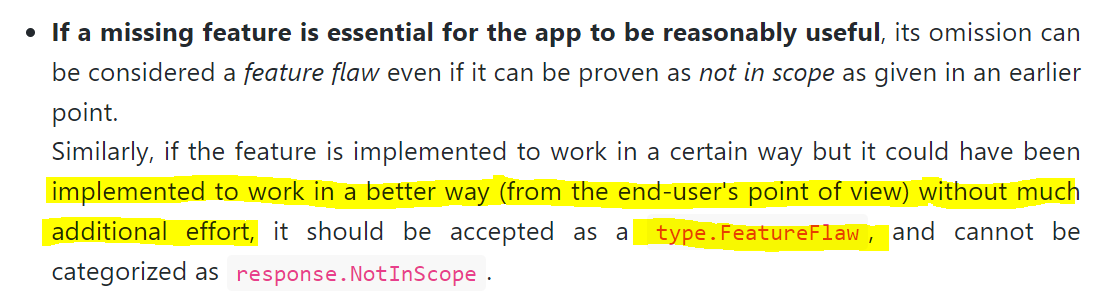 If a missing feature is essential for the app to be reasonably useful, its omission can
be considered a feature flaw even if it can be proven as not in scope as given in an earlier
point.
Similarly, if the feature is implemented to work in a certain way but it could have been
implemented to work in a better way (from the end-user's point of view) without much
additional effort, it should be accepted as a type.FeatureFlaw, and cannot be
categorized as response.NotInScope.